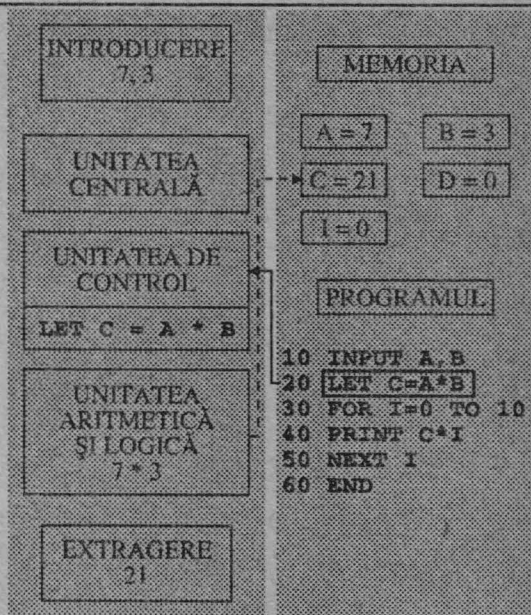 INTRODUCERE
7, 3
UNITATEA
CENTRALĂ
UNITATEA DE
CONTROL
LET C = A * B
UNITATEA
ARITMETICĂ
ŞI LOGICĂ
7 * 3
EXTRAGERE
21
MEMORIA
A = 7
B = 3
C = 21
D = 0
I = 0
PROGRAMUL
10 INPUT A,B
20 LET C=A*B
30 FOR I=0 TO 10
40 PRINT C*I
50 NEXT I
60 END